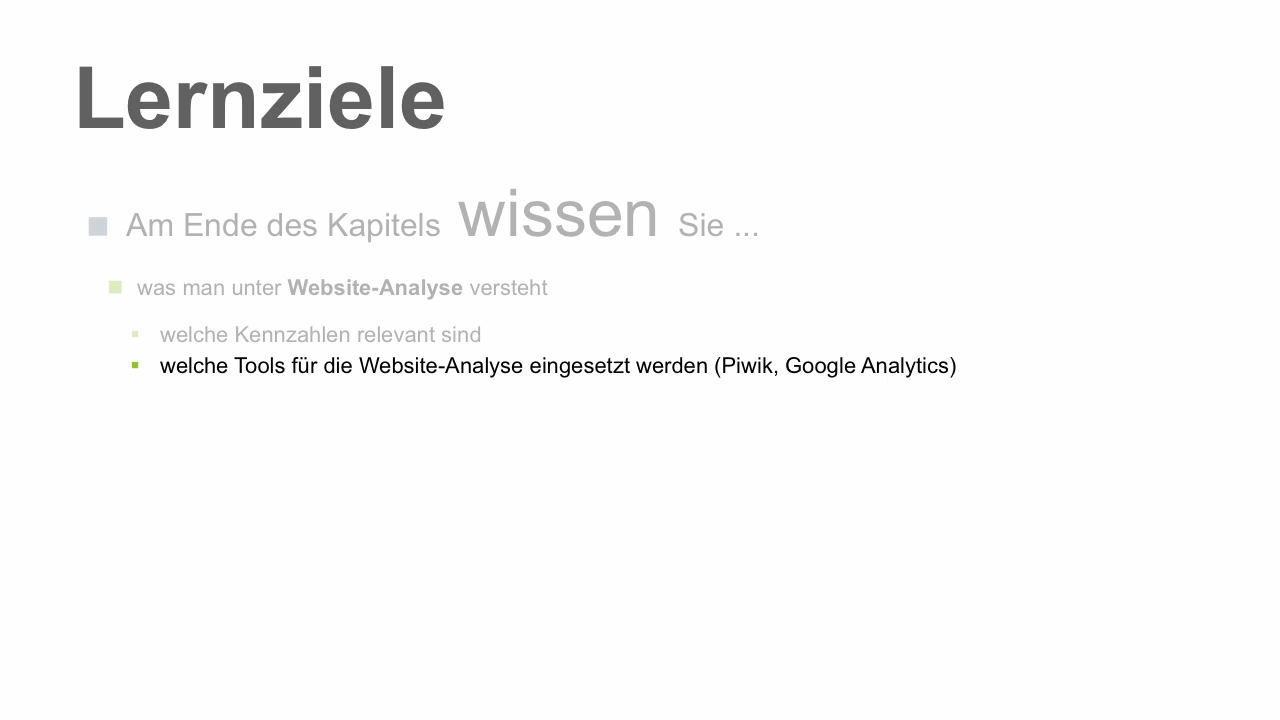 Lernziele
Am Ende des Kapitels wissen Sie ...
was man unter Website-Analyse versteht
welche Kennzahlen relevant sind
welche Tools für die Website-Analyse eingesetzt werden (Piwik, Google Analytics)